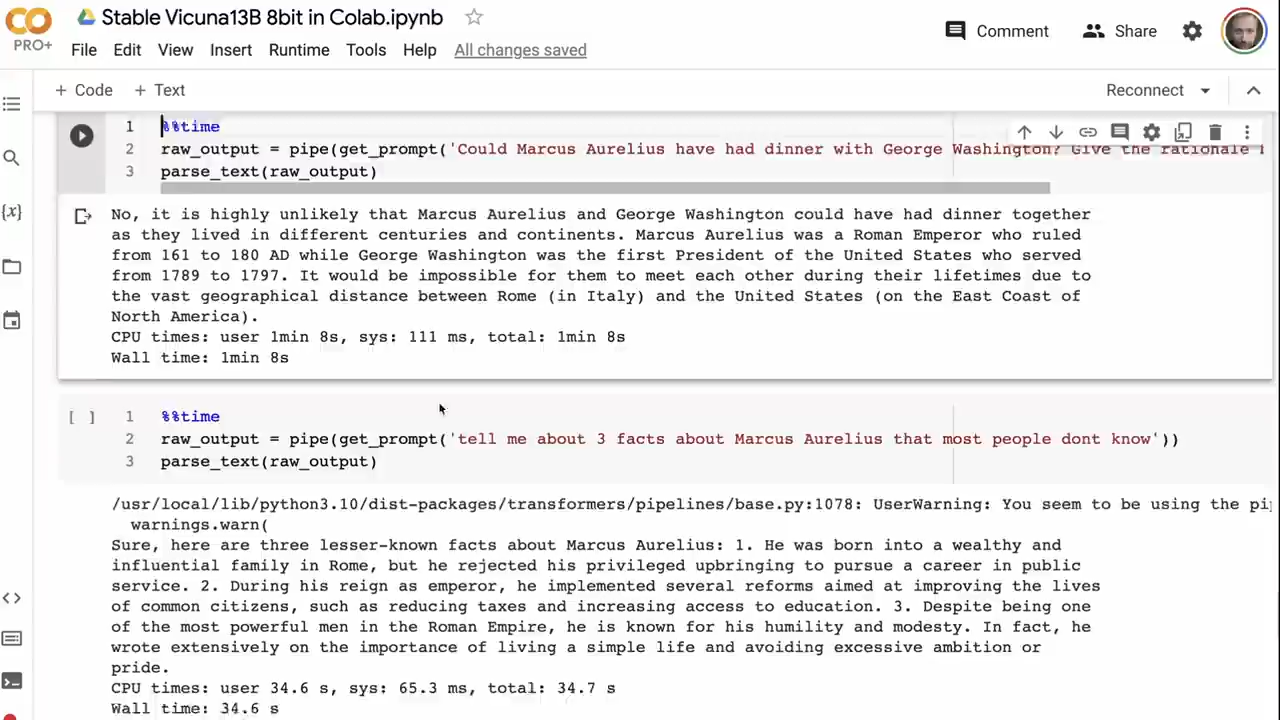 Stable Vicuna13B 8bit in Colab.ipynb
PRO+
File Edit View Insert Runtime Tools Help All changes saved
Comment Share
+ Code + Text
Reconnect
1 %%time
2 raw_output = pipe(get_prompt('Could Marcus Aurelius have had dinner with George Washington? Give the rationale
3 parse_text(raw_output)
No, it is highly unlikely that Marcus Aurelius and George Washington could have had dinner together
as they lived in different centuries and continents. Marcus Aurelius was a Roman Emperor who ruled
from 161 to 180 AD while George Washington was the first President of the United States who served
from 1789 to 1797. It would be impossible for them to meet each other during their lifetimes due to
the vast geographical distance between Rome (in Italy) and the United States (on the East Coast of
North America).
CPU times: user 1min 8s, sys: 111 ms, total: 1min 8s
Wall time: 1min 8s
[ ] 1 %%time
2 raw_output = pipe(get_prompt('tell me about 3 facts about Marcus Aurelius that most people dont know'))
3 parse_text(raw_output)
/usr/local/lib/python3.10/dist-packages/transformers/pipelines/base.py:1078: UserWarning: You seem to be using the
warnings.warn(
Sure, here are three lesser-known facts about Marcus Aurelius: 1. He was born into a wealthy and
influential family in Rome, but he rejected his privileged upbringing to pursue a career in public
service. 2. During his reign as emperor, he implemented several reforms aimed at improving the lives
of common citizens, such as reducing taxes and increasing access to education. 3. Despite being one
of the most powerful men in the Roman Empire, he is known for his humility and modesty. In fact, he
wrote extensively on the importance of living a simple life and avoiding excessive ambition or
pride.
CPU times: user 34.6 s, sys: 65.3 ms, total: 34.7 s
Wall time: 34.6 s